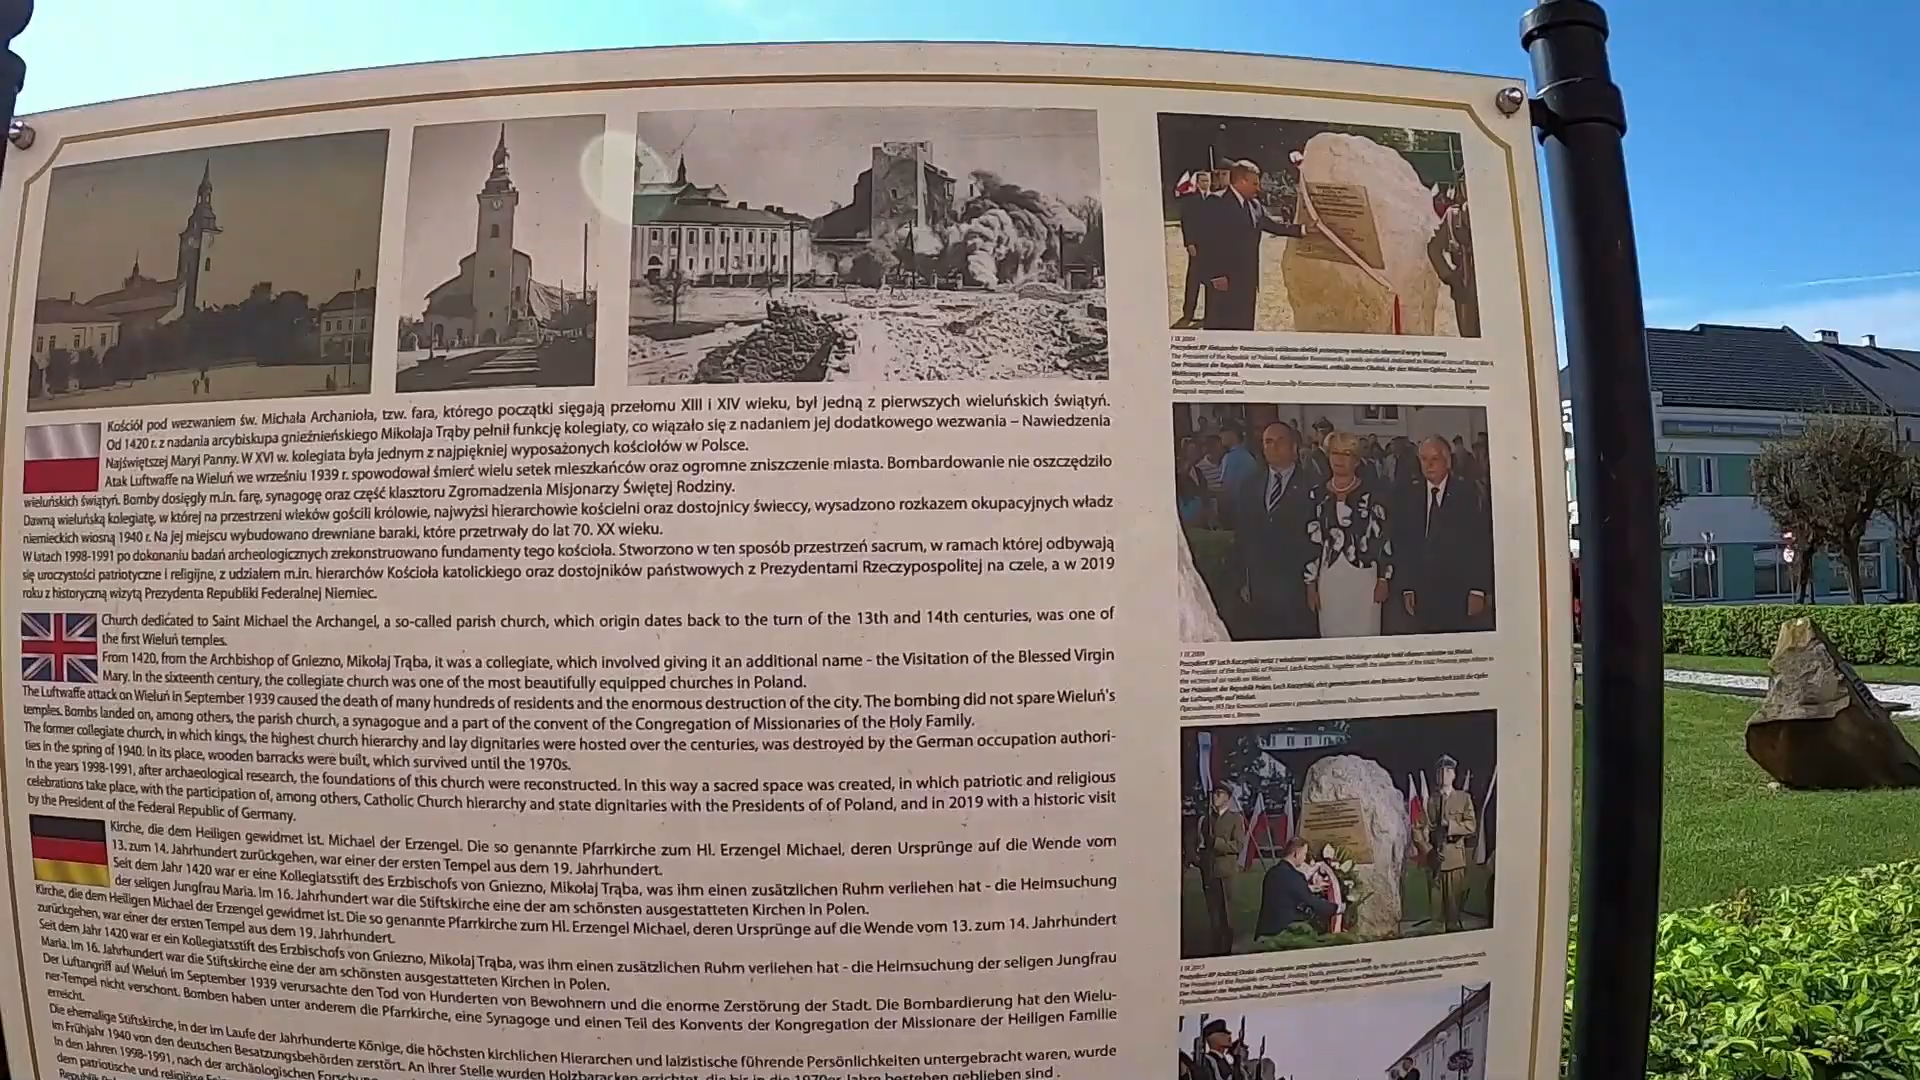 Kościół pod wezwaniem św. Michała Archanioła, tzw. fara, którego początki sięgają przełomu XIII i XIV wieku, był jedną z pierwszych wieluńskich świątyń.
Od 1420 r. z nadania arcybiskupa gnieźnieńskiego Mikołaja Trąby pełnił funkcję kolegiaty, co wiązało się z nadaniem jej dodatkowego wezwania – Nawiedzenia
Najświętszej Maryi Panny. W XVI w. kolegiata była jednym z najpiękniej wyposażonych kościołów w Polsce.
Atak Luftwaffe na Wieluń we wrześniu 1939 r. spowodował śmierć wielu setek mieszkańców oraz ogromne zniszczenie miasta. Bombardowanie nie oszczędziło
wieluńskich świątyń. Bomby dosięgły m.in. farę, synagogę oraz część klasztoru Zgromadzenia Misjonarzy Świętej Rodziny.
Dawną wieluńską kolegiatę, w której na przestrzeni wieków gościli królowie, najwyżsi hierarchowie kościelni oraz dostojnicy świeccy, wysadzono rozkazem okupacyjnych władz
niemieckich wiosną 1940 r. Na jej miejscu wybudowano drewniane baraki, które przetrwały do lat 70. XX wieku.
W latach 1998-1991 po dokonaniu badań archeologicznych zrekonstruowano fundamenty tego kościoła. Stworzono w ten sposób przestrzeń sacrum, w ramach której odbywają
się uroczystości patriotyczne i religijne, z udziałem m.in. hierarchów Kościoła katolickiego oraz dostojników państwowych z Prezydentami Rzeczypospolitej na czele, a w 2019
roku z historyczną wizytą Prezydenta Republiki Federalnej Niemiec.
Church dedicated to Saint Michael the Archangel, a so-called parish church, which origin dates back to the turn of the 13th and 14th centuries, was one of
the first Wieluń temples.
From 1420, from the Archbishop of Gniezno, Mikołaj Trąba, it was a collegiate, which involved giving it an additional name - the Visitation of the Blessed Virgin
Mary. In the sixteenth century, the collegiate church was one of the most beautifully equipped churches in Poland.
The Luftwaffe attack on Wieluń in September 1939 caused the death of many hundreds of residents and the enormous destruction of the city. The bombing did not spare Wieluń's
temples. Bombs landed on, among others, the parish church, a synagogue and a part of the convent of the Congregation of Missionaries of the Holy Family.
The former collegiate church, in which kings, the highest church hierarchy and lay dignitaries were hosted over the centuries, was destroyed by the German occupation authori-
ties in the spring of 1940. In its place, wooden barracks were built, which survived until the 1970s.
In the years 1998-1991, after archaeological research, the foundations of this church were reconstructed. In this way a sacred space was created, in which patriotic and religious
celebrations take place, with the participation of, among others, Catholic Church hierarchy and state dignitaries with the Presidents of of Poland, and in 2019 with a historic visit
by the President of the Federal Republic of Germany.
Kirche, die dem Heiligen gewidmet ist. Michael der Erzengel. Die so genannte Pfarrkirche zum Hl. Erzengel Michael, deren Ursprünge auf die Wende vom
13. zum 14. Jahrhundert zurückgehen, war einer der ersten Tempel aus dem 19. Jahrhundert.
Seit dem Jahr 1420 war er eine Kollegiatsstift des Erzbischofs von Gniezno, Mikołaj Trąba, was ihm einen zusätzlichen Ruhm verliehen hat - die Heimsuchung
der seligen Jungfrau Maria. Im 16. Jahrhundert war die Stiftskirche eine der am schönsten ausgestatteten Kirchen in Polen.
Kirche, die dem Heiligen Michael der Erzengel gewidmet ist. Die so genannte Pfarrkirche zum Hl. Erzengel Michael, deren Ursprünge auf die Wende vom 13. zum 14. Jahrhundert
zurückgehen, war einer der ersten Tempel aus dem 19. Jahrhundert.
Seit dem Jahr 1420 war er ein Kollegiatsstift des Erzbischofs von Gniezno, Mikołaj Trąba, was ihm einen zusätzlichen Ruhm verliehen hat - die Heimsuchung der seligen Jungfrau
Maria. Im 16. Jahrhundert war die Stiftskirche eine der am schönsten ausgestatteten Kirchen in Polen.
Der Luftangriff auf Wieluń im September 1939 verursachte den Tod von Hunderten von Bewohnern und die enorme Zerstörung der Stadt. Die Bombardierung hat den Wielu-
ner-Tempel nicht verschont. Bomben haben unter anderem die Pfarrkirche, eine Synagoge und einen Teil des Konvents der Kongregation der Missionare der Heiligen Familie
erreicht.
Die ehemalige Stiftskirche, in der im Laufe der Jahrhunderte Könige, die höchsten kirchlichen Hierarchen und laizistische führende Persönlichkeiten untergebracht waren, wurde
im Frühjahr 1940 von den deutschen Besatzungsbehörden zerstört. An ihrer Stelle wurden Holzbaracken errichtet, die bis in die 1970er Jahre bestehen geblieben sind.
In den Jahren 1998-1991, nach der archäologischen
dem patriotische und religiöse